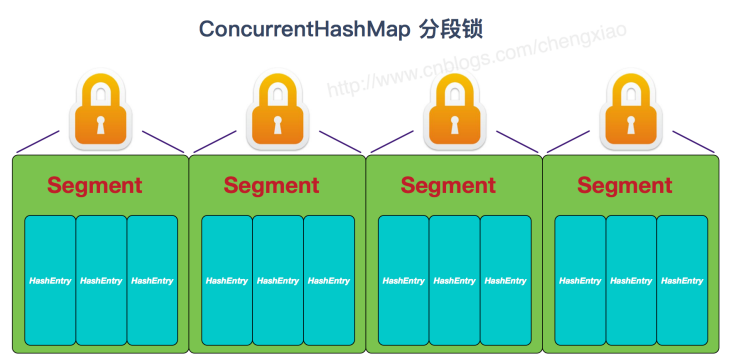 ConcurrentHashMap 分段锁
http://www.cnblogs.com/chengxiao
Segment Segment Segment Segment
HashEntry HashEntry HashEntry HashEntry HashEntry HashEntry HashEntry HashEntry HashEntry HashEntry HashEntry HashEntry